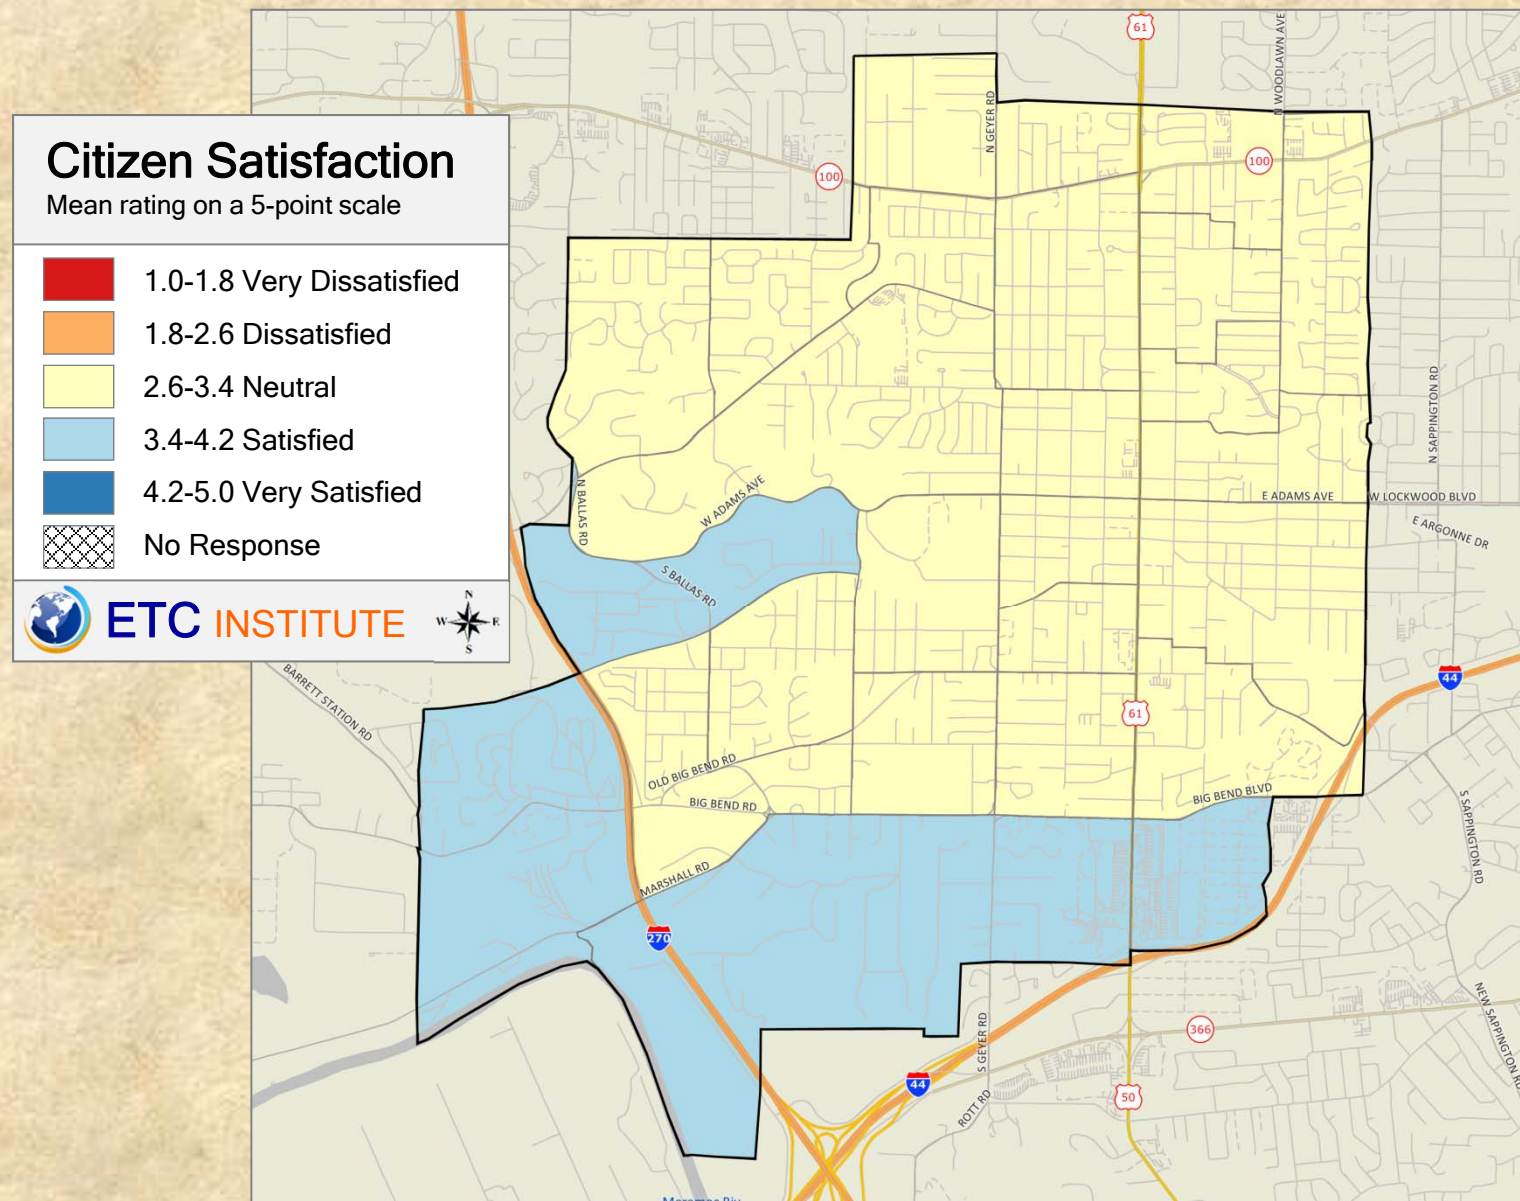 Citizen Satisfaction
Mean rating on a 5-point scale
1.0-1.8 Very Dissatisfied
1.8-2.6 Dissatisfied
2.6-3.4 Neutral
3.4-4.2 Satisfied
4.2-5.0 Very Satisfied
No Response
ETC INSTITUTE
N
W E
S
61
N WOODLAWN AVE
N GEYER RD
100
100
N SAPPINGTON RD
N BALLAS RD
W ADAMS AVE
E ADAMS AVE
W LOCKWOOD BLVD
E ARGONNE DR
S BALLAS RD
BARRETT STATION RD
44
61
OLD BIG BEND RD
BIG BEND RD
BIG BEND BLVD
S SAPPINGTON RD
MARSHALL RD
270
NEW SAPPINGTON RD
S GEYER RD
366
44
50
ROTT RD